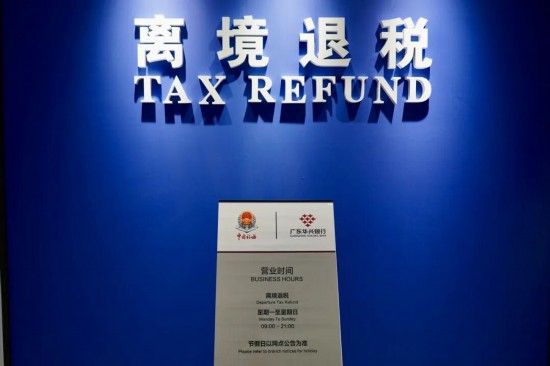 离境退税
TAX REFUND
中国税务
广东华兴银行
GUANGDONG HUAXING BANK
营业时间
BUSINESS HOURS
离境退税
Departure Tax Refund
星期一至星期日
Monday To Sunday
09:00－21:00
节假日以网点公告为准
Please refer to branch notices for holiday